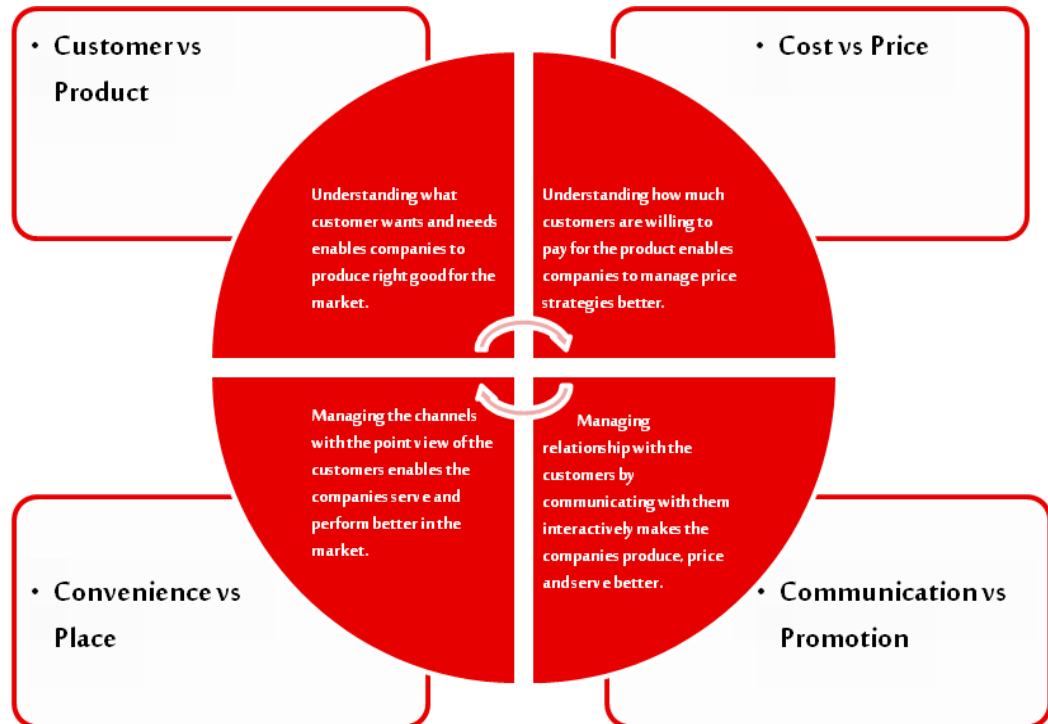 • Customer vs
Product
• Cost vs Price
Understanding what
customer wants and needs
enables companies to
produce right good for the
market.
Understanding how much
customers are willing to
pay for the product enables
companies to manage price
strategies better.
Managing the channels
with the point view of the
customers enables the
companies serve and
perform better in the
market.
Managing
relationship with the
customers by
communicating with them
interactively makes the
companies produce, price
and serve better.
• Convenience vs
Place
• Communication vs
Promotion